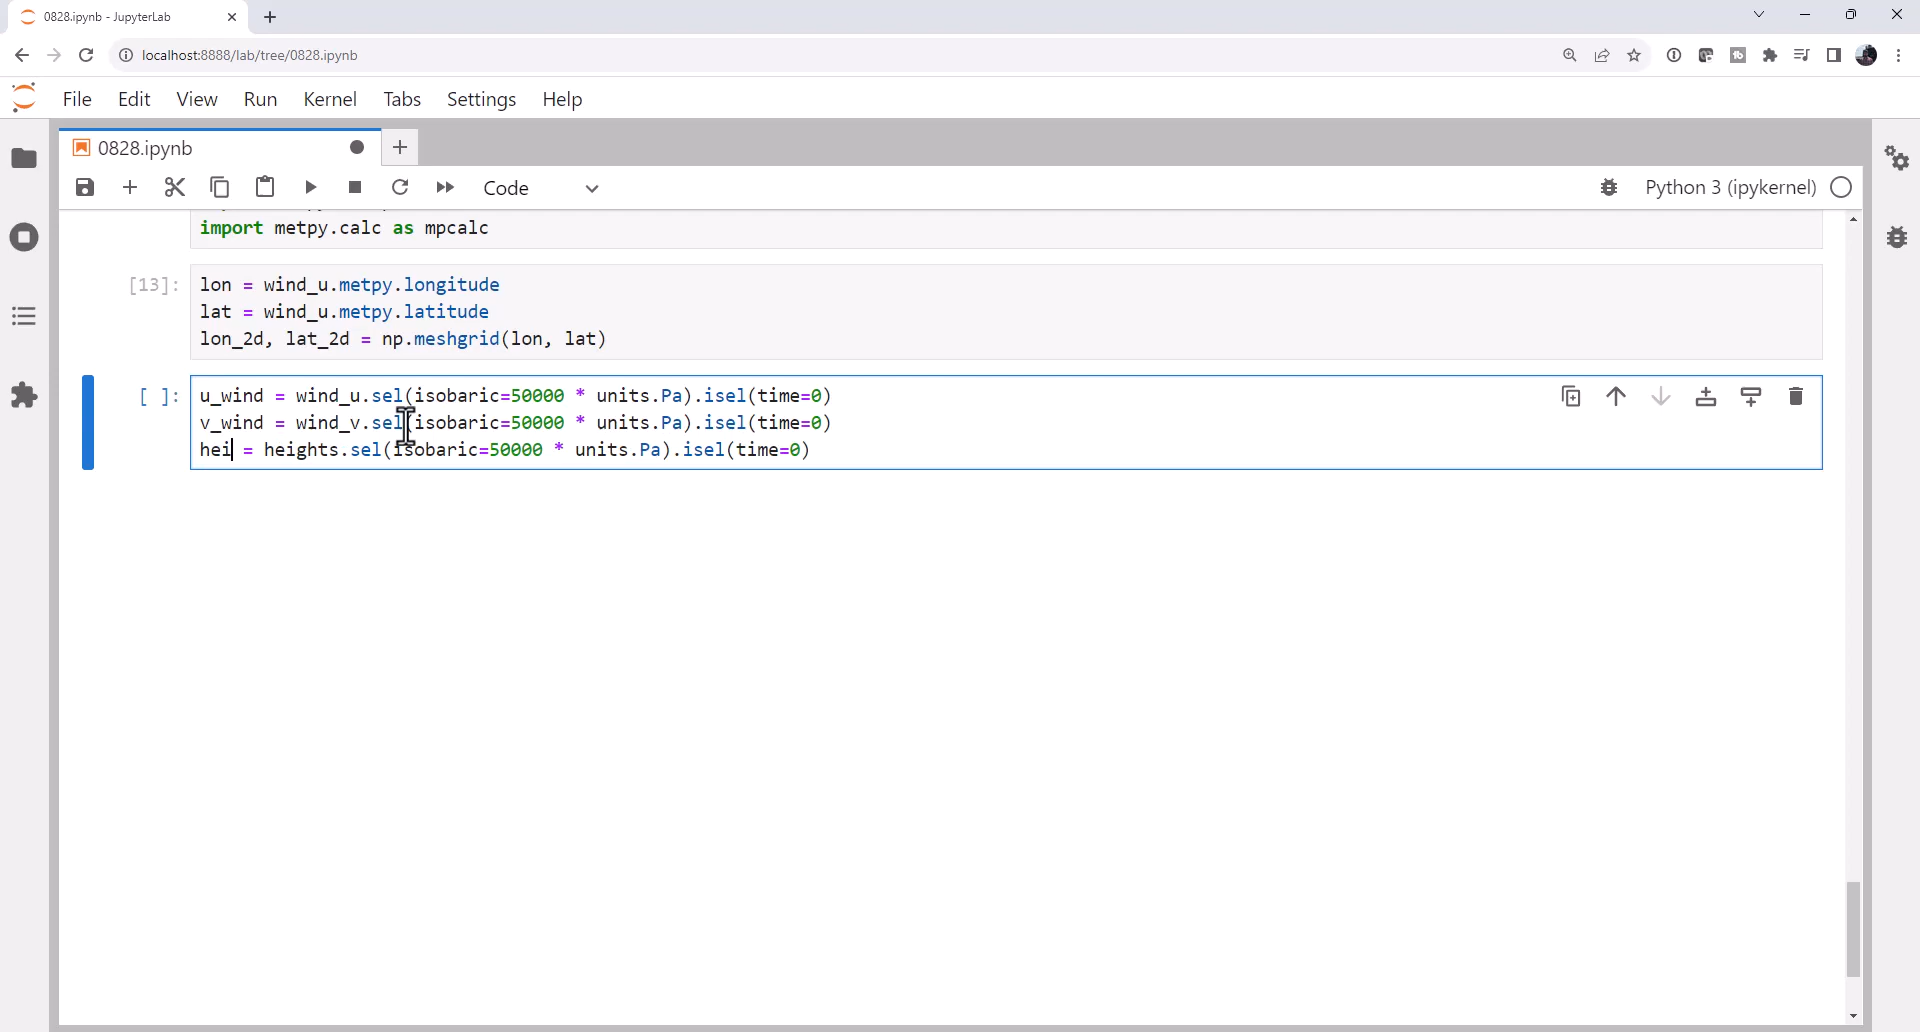 0828.ipynb - JupyterLab
localhost:8888/lab/tree/0828.ipynb
File Edit View Run Kernel Tabs Settings Help
0828.ipynb
Code
Python 3 (ipykernel)
import metpy.calc as mpcalc
[13]:
lon = wind_u.metpy.longitude
lat = wind_u.metpy.latitude
lon_2d, lat_2d = np.meshgrid(lon, lat)
[ ]:
u_wind = wind_u.sel(isobaric=50000 * units.Pa).isel(time=0)
v_wind = wind_v.sel(isobaric=50000 * units.Pa).isel(time=0)
hei = heights.sel(isobaric=50000 * units.Pa).isel(time=0)